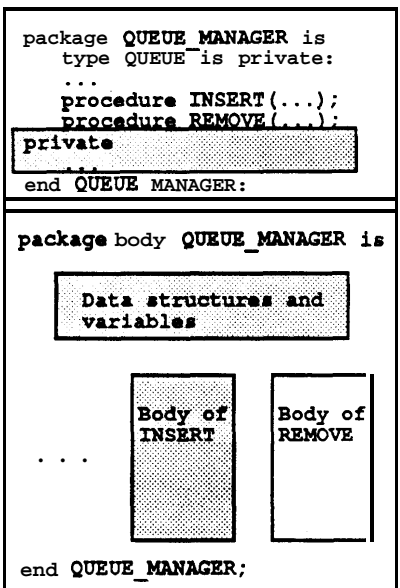 package QUEUE_MANAGER is
type QUEUE is private:
...
procedure INSERT(...);
procedure REMOVE(...);
private
...
end QUEUE MANAGER:
package body QUEUE_MANAGER is
Data structures and
variables
Body of
INSERT
Body of
REMOVE
...
end QUEUE_MANAGER;